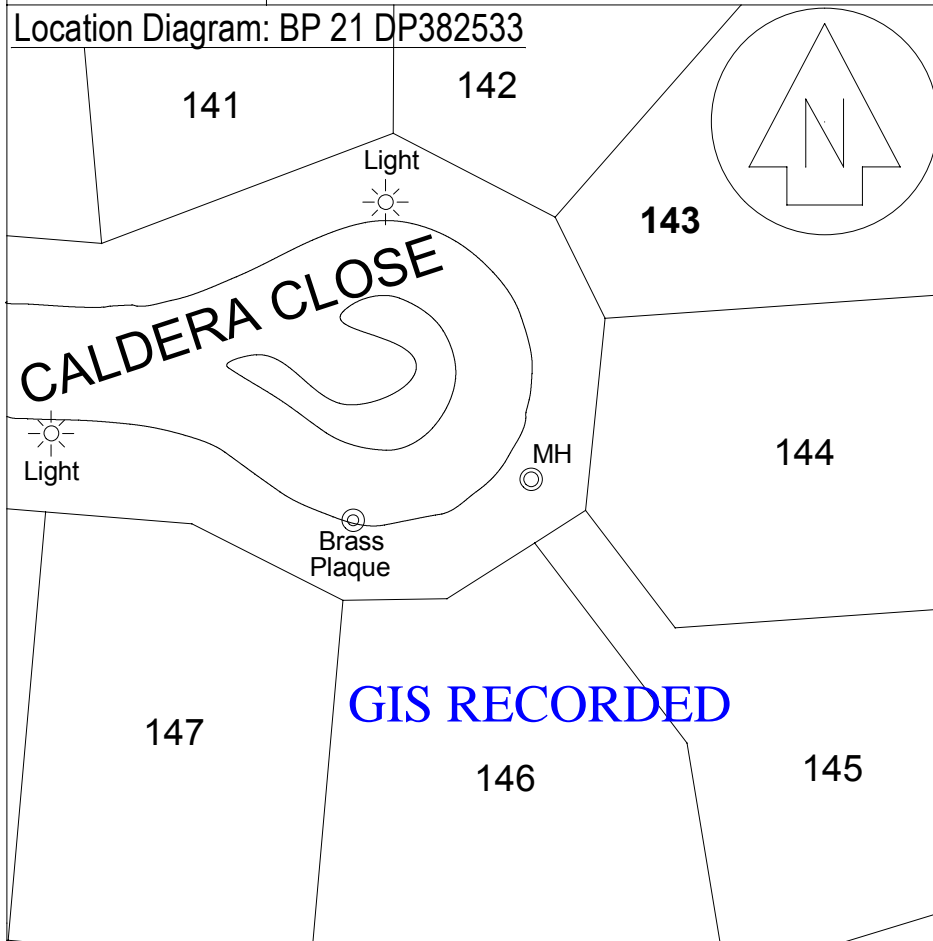 Location Diagram: BP 21 DP382533
141
142
N
Light
143
CALDERA CLOSE
Light
MH
144
Brass
Plaque
GIS RECORDED
147
146
145